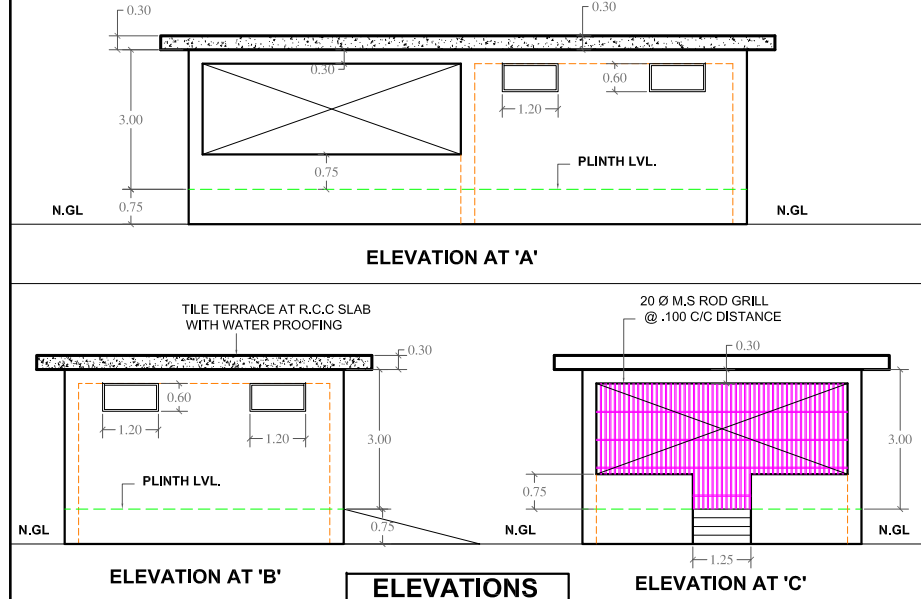 0.30
0.30
0.30
0.60
1.20
3.00
PLINTH LVL.
0.75
N.GL
0.75
N.GL
ELEVATION AT 'A'
TILE TERRACE AT R.C.C SLAB
WITH WATER PROOFING
20 Ø M.S ROD GRILL
@ .100 C/C DISTANCE
0.30
0.30
0.60
1.20
1.20
3.00
3.00
PLINTH LVL.
0.75
N.GL
0.75
N.GL
N.GL
1.25
ELEVATION AT 'B'
ELEVATIONS
ELEVATION AT 'C'